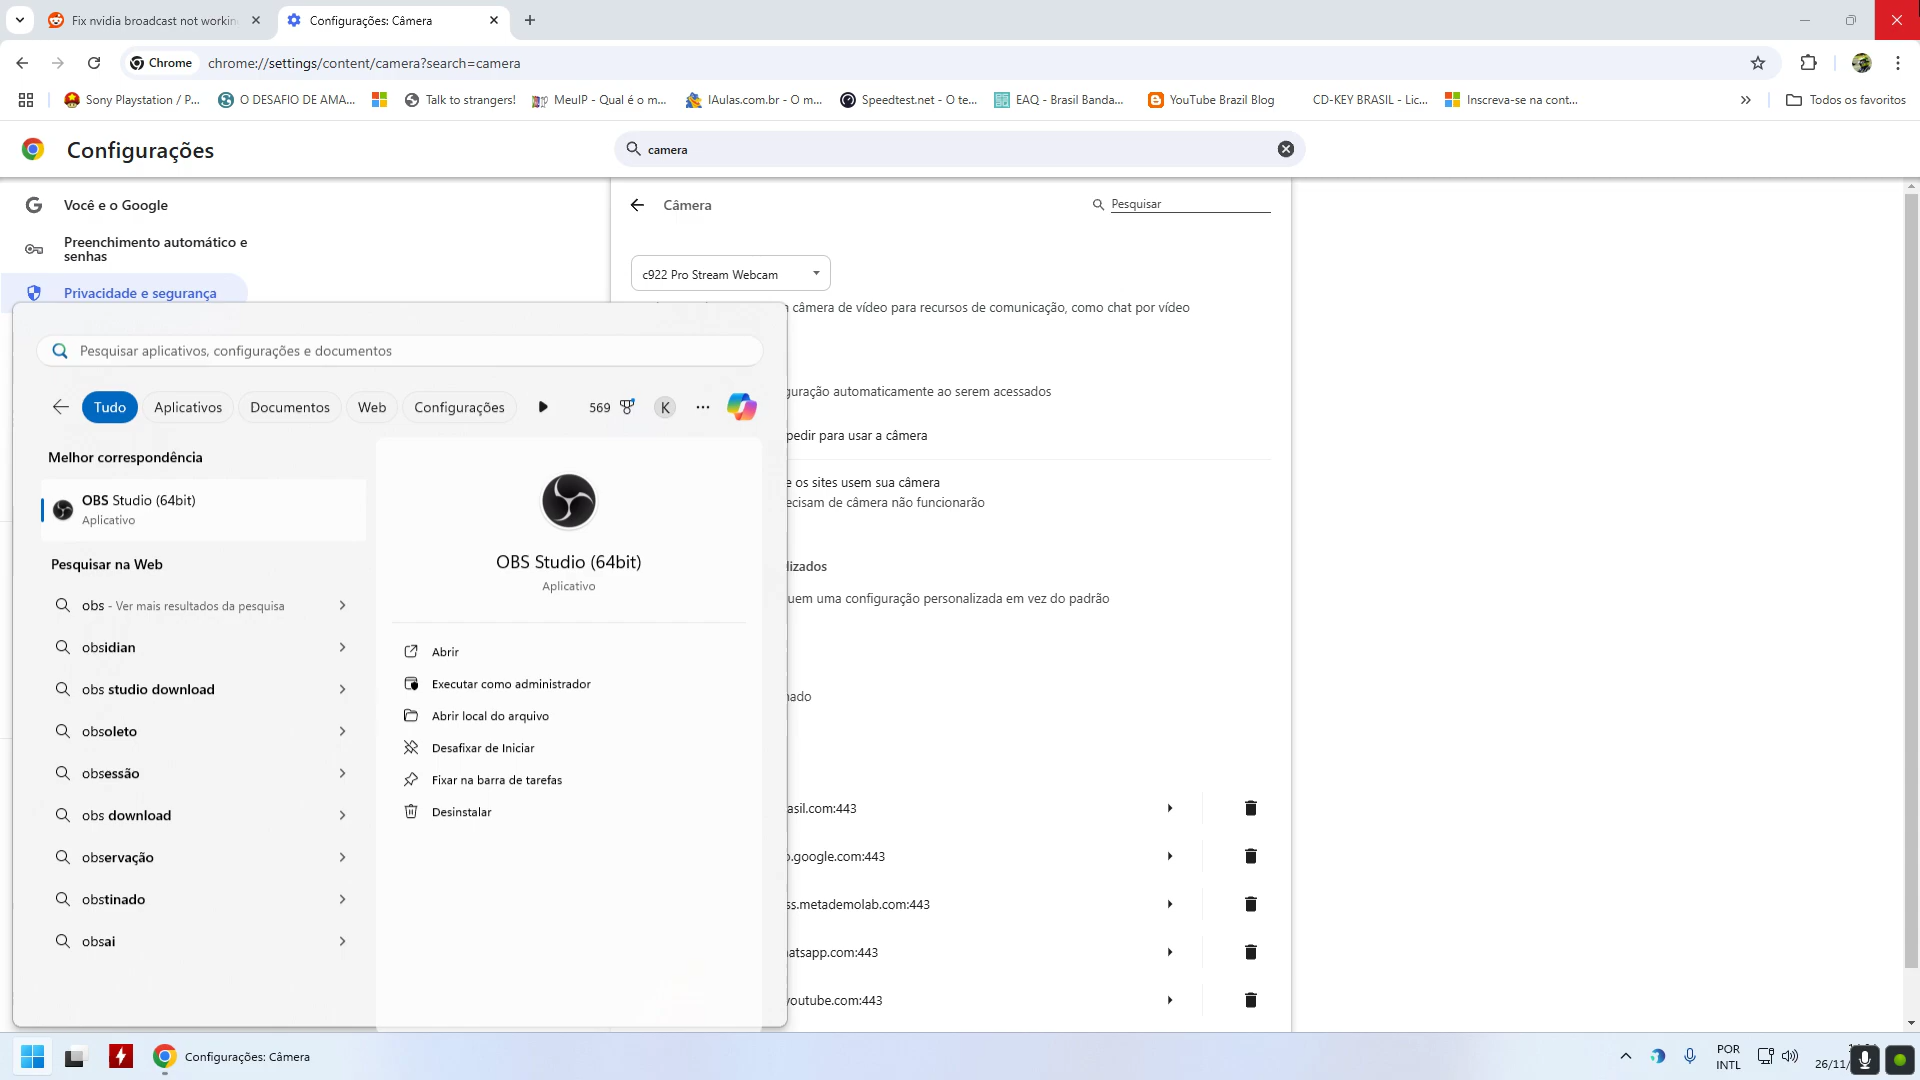 Fix nvidia broadcast not workin
Configurações: Câmera
Chrome
chrome://settings/content/camera?search=camera
Sony Playstation / P...
O DESAFIO DE AMA...
Talk to strangers!
MeuIP - Qual é o m...
IAulas.com.br - O m...
Speedtest.net - O te...
EAQ - Brasil Banda...
YouTube Brazil Blog
CD-KEY BRASIL - Lic...
Inscreva-se na cont...
Todos os favoritos
Configurações
camera
Você e o Google
Preenchimento automático e
senhas
Privacidade e segurança
Câmera
Pesquisar
c922 Pro Stream Webcam
câmera de vídeo para recursos de comunicação, como chat por vídeo
guração automaticamente ao serem acessados
pedir para usar a câmera
e os sites usem sua câmera
ecisam de câmera não funcionarão
lizados
uem uma configuração personalizada em vez do padrão
nado
asil.com:443
o.google.com:443
ss.metademolab.com:443
hatsapp.com:443
youtube.com:443
Pesquisar aplicativos, configurações e documentos
Tudo
Aplicativos
Documentos
Web
Configurações
569
K
Melhor correspondência
OBS Studio (64bit)
Aplicativo
Pesquisar na Web
obs - Ver mais resultados da pesquisa
obsidian
obs studio download
obsoleto
obsessão
obs download
observação
obstinado
obsai
OBS Studio (64bit)
Aplicativo
Abrir
Executar como administrador
Abrir local do arquivo
Desafixar de Iniciar
Fixar na barra de tarefas
Desinstalar
Configurações: Câmera
POR
INTL
26/11/